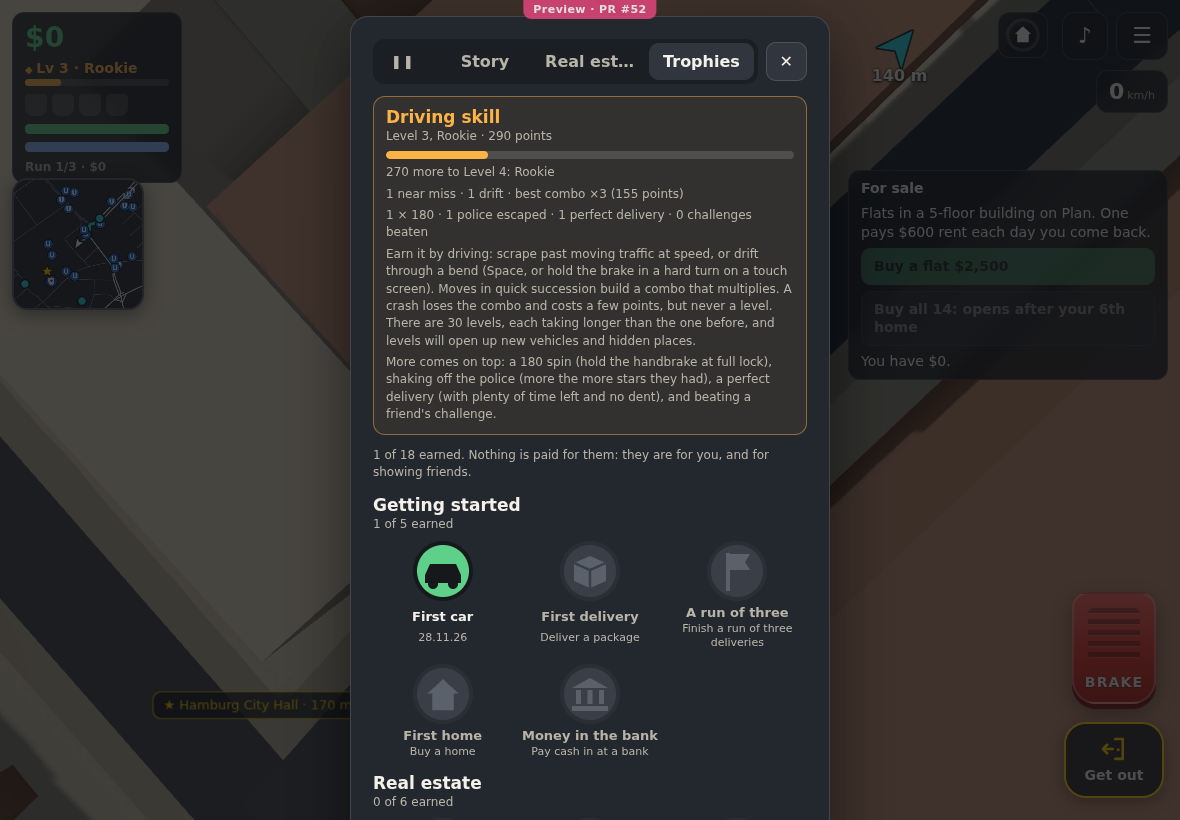 Preview · PR #52
$0
◆ Lv 3 · Rookie
Run 1/3 · $0
❚❚
Story
Real est…
Trophies
✕
140 m
♪
☰
0 km/h
Driving skill
Level 3, Rookie · 290 points
270 more to Level 4: Rookie
1 near miss · 1 drift · best combo ×3 (155 points)
1 × 180 · 1 police escaped · 1 perfect delivery · 0 challenges
beaten
Earn it by driving: scrape past moving traffic at speed, or drift
through a bend (Space, or hold the brake in a hard turn on a touch
screen). Moves in quick succession build a combo that multiplies. A
crash loses the combo and costs a few points, but never a level.
There are 30 levels, each taking longer than the one before, and
levels will open up new vehicles and hidden places.
More comes on top: a 180 spin (hold the handbrake at full lock),
shaking off the police (more the more stars they had), a perfect
delivery (with plenty of time left and no dent), and beating a
friend's challenge.
1 of 18 earned. Nothing is paid for them: they are for you, and for
showing friends.
Getting started
1 of 5 earned
First car
28.11.26
First delivery
Deliver a package
A run of three
Finish a run of three
deliveries
First home
Buy a home
Money in the bank
Pay cash in at a bank
Real estate
0 of 6 earned
For sale
Flats in a 5-floor building on Plan. One
pays $600 rent each day you come back.
Buy a flat $2,500
Buy all 14: opens after your 6th
home
You have $0.
★ Hamburg City Hall · 170 m
BRAKE
Get out